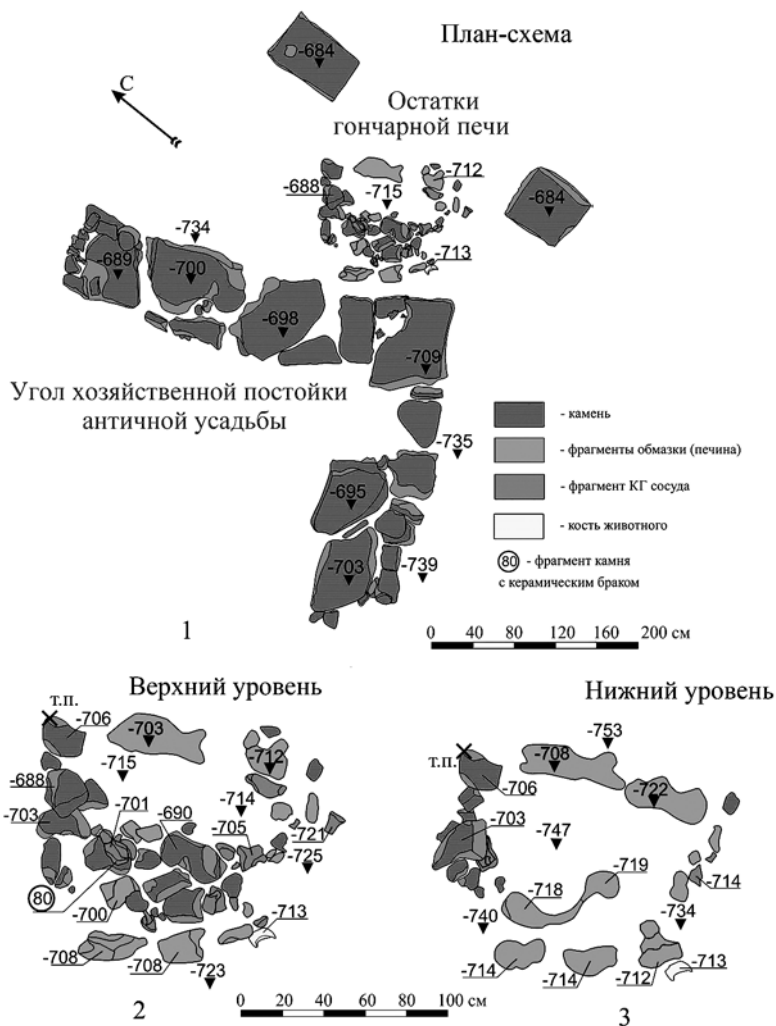 План-схема
-684
С
Остатки
гончарной печи
-688
-715
-712
-684
-734
-713
-689
-700
-698
-709
Угол хозяйственной постройки
античной усадьбы
- камень
-735
- фрагменты обмазки (печина)
-695
- фрагмент КГ сосуда
- кость животного
-703
-739
80 - фрагмент камня
с керамическим браком
1
0 40 80 120 160 200 см
Верхний уровень
т.п.
-706
-703
-715
-712
-688
-714
-703
-701
-690
-705
-721
-725
80
-700
-713
-708
-708
-723
2
0 20 40 60 80 100 см
Нижний уровень
-753
т.п.
-708
-706
-722
-703
-747
-719
-714
-718
-740
-734
-714
-714
-712
-713
3